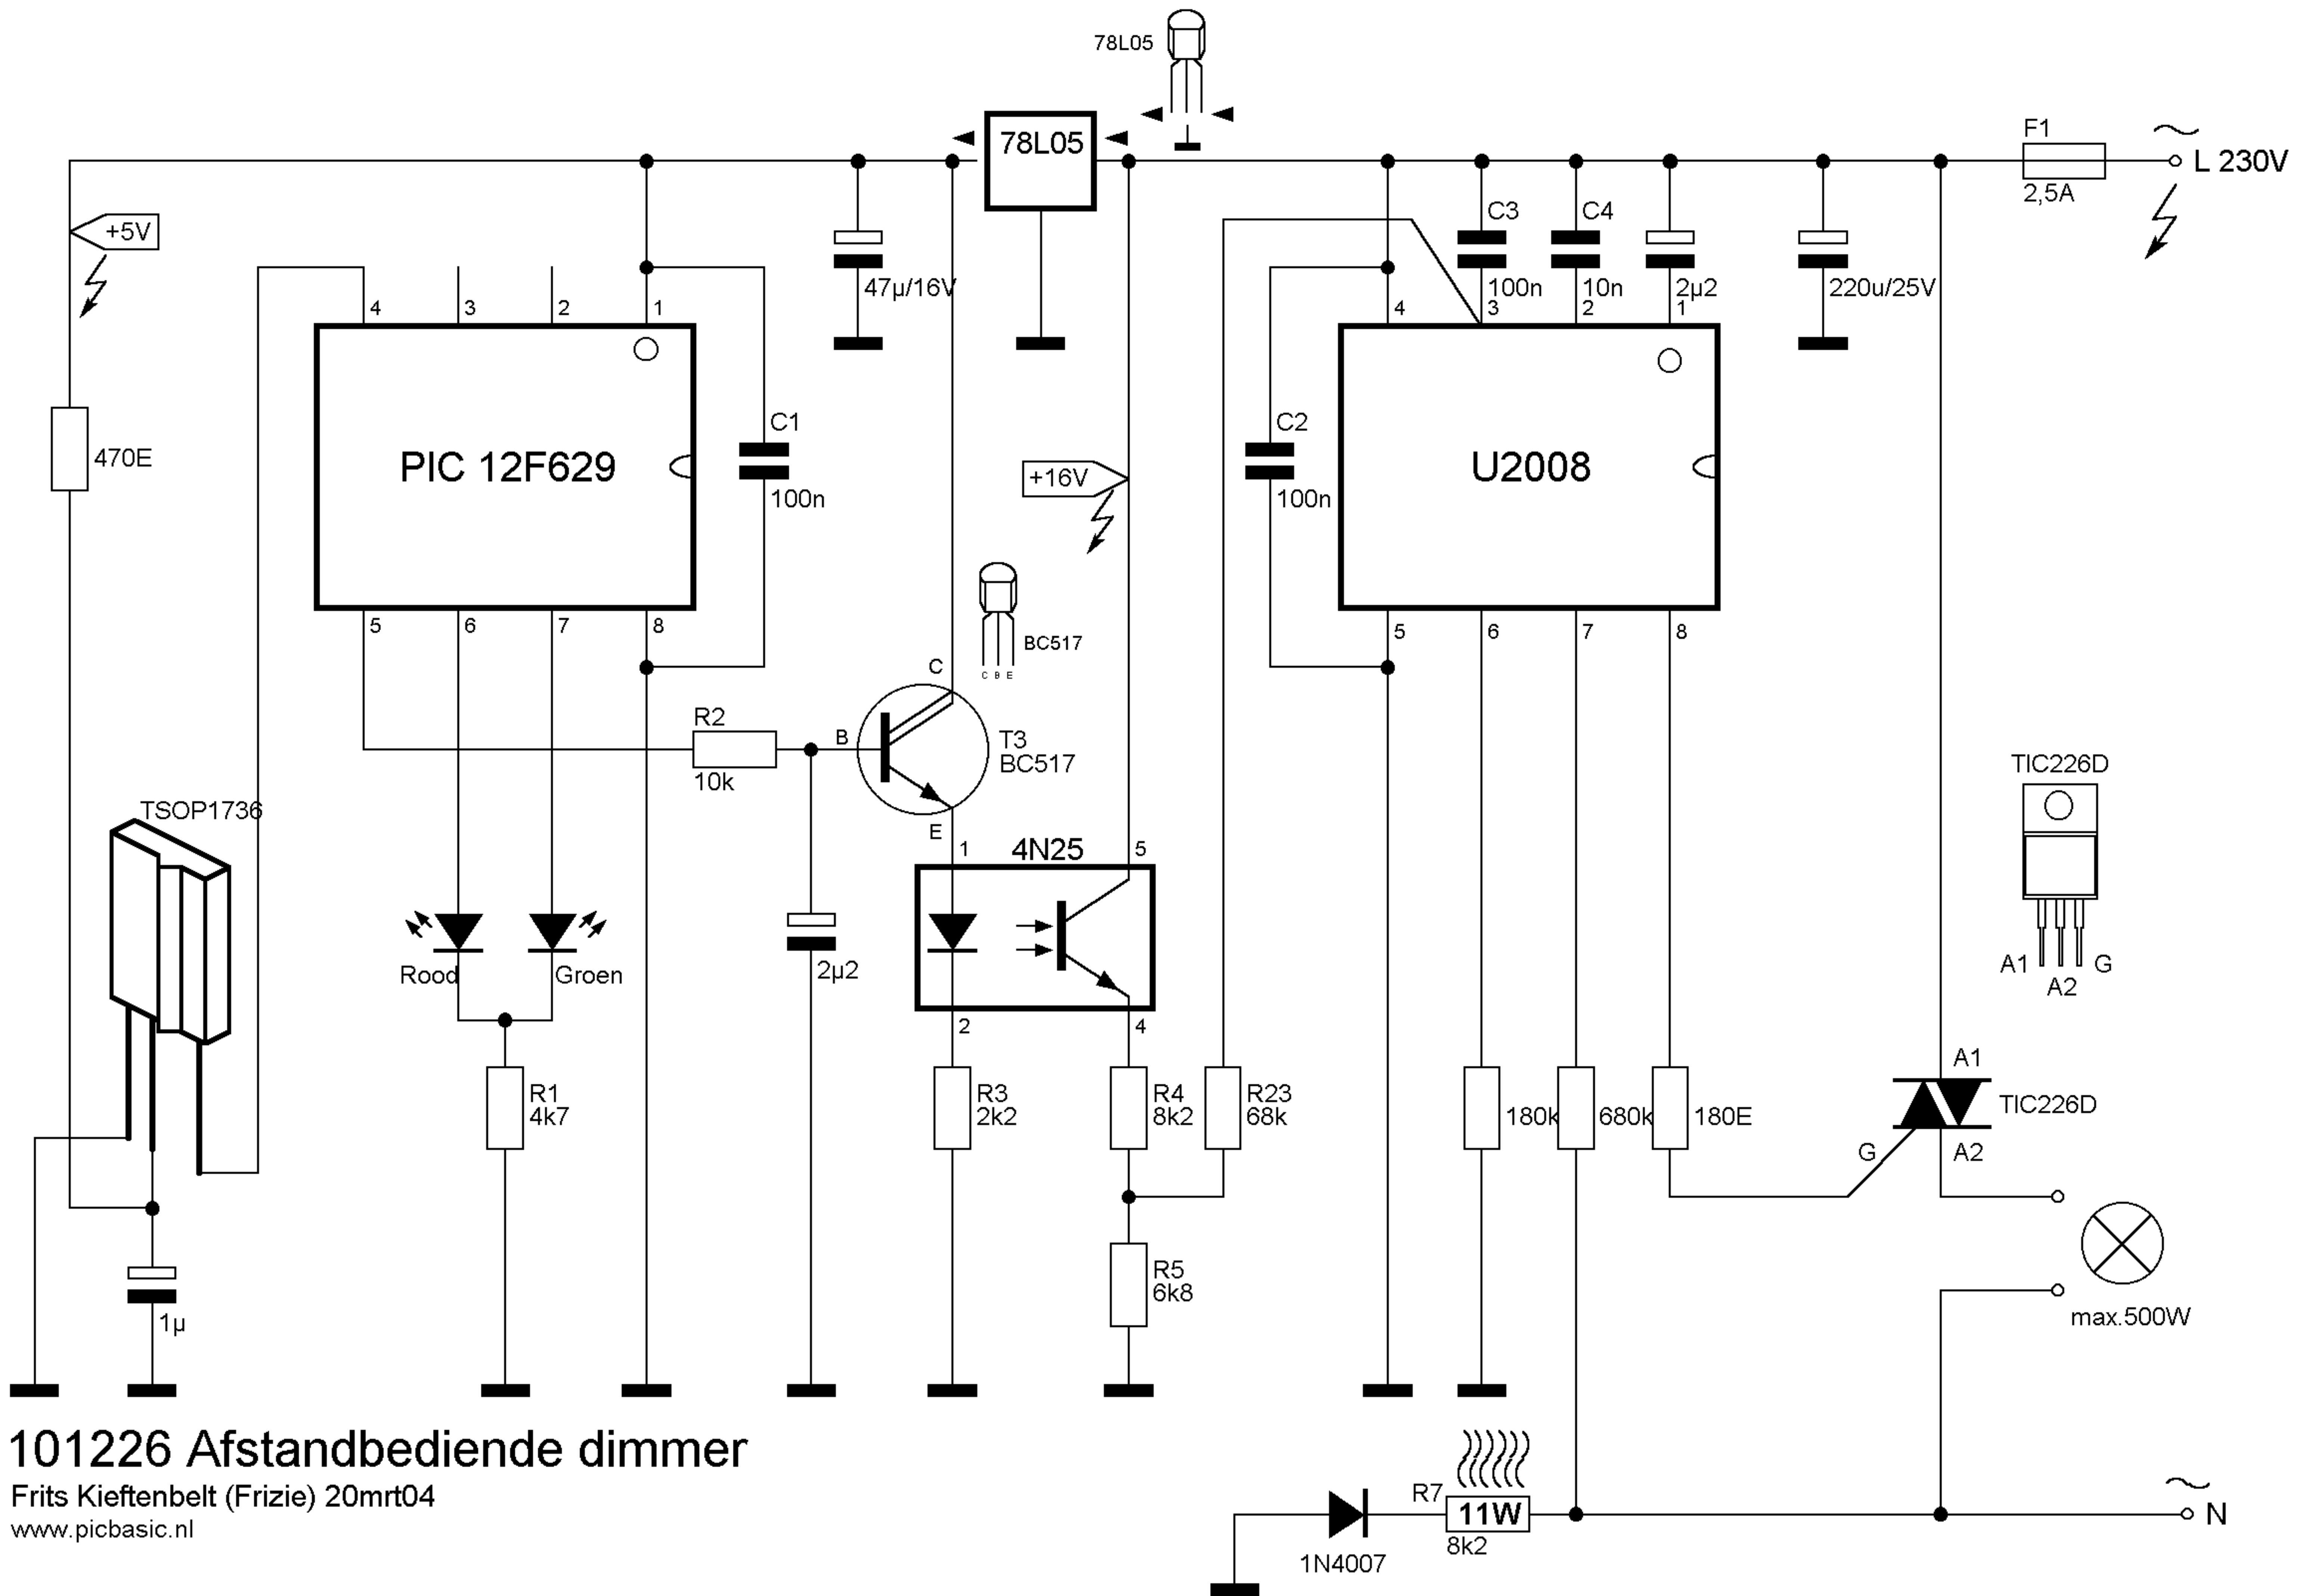 78L05
78L05
F1
2,5A
L 230V
+5V
47µ/16V
C3
100n
C4
10n
2µ2
220u/25V
4
3
2
1
4
3
2
1
PIC 12F629
C1
100n
470E
+16V
C2
100n
U2008
5
6
7
8
5
6
7
8
BC517
C B E
C
B
E
T3
BC517
R2
10k
TIC226D
A1
A2
G
TSOP1736
4N25
1
5
2
4
2µ2
Rood
Groen
R1
4k7
R3
2k2
R4
8k2
R23
68k
180k
680k
180E
A1
TIC226D
G
A2
R5
6k8
1µ
max.500W
101226 Afstandbediende dimmer
Frits Kieftenbelt (Frizie) 20mrt04
www.picbasic.nl
R7
11W
8k2
1N4007
N